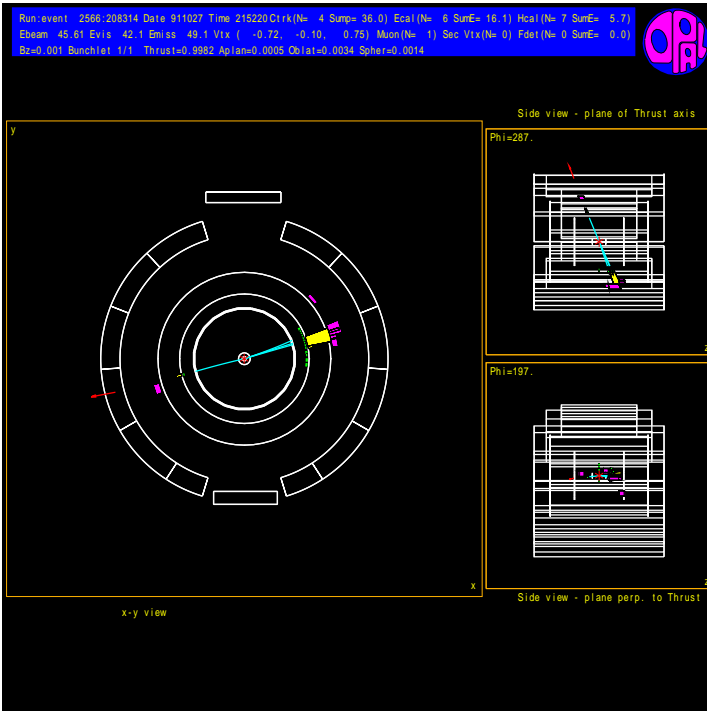 Run:event 2566:208314 Date 911027 Time 215220 Ctrk(N= 4 Sump= 36.0) Ecal(N= 6 SumE= 16.1) Hcal(N= 7 SumE= 5.7)
Ebeam 45.61 Evis 42.1 Emiss 49.1 Vtx ( -0.72, -0.10, 0.75) Muon(N= 1) Sec Vtx(N= 0) Fdet(N= 0 SumE= 0.0)
Bz=0.001 Bunchlet 1/1 Thrust=0.9982 Aplan=0.0005 Oblat=0.0034 Spher=0.0014
OPAL
Side view - plane of Thrust axis
y
Phi=287.
z
Phi=197.
x
z
Side view - plane perp. to Thrust
x-y view